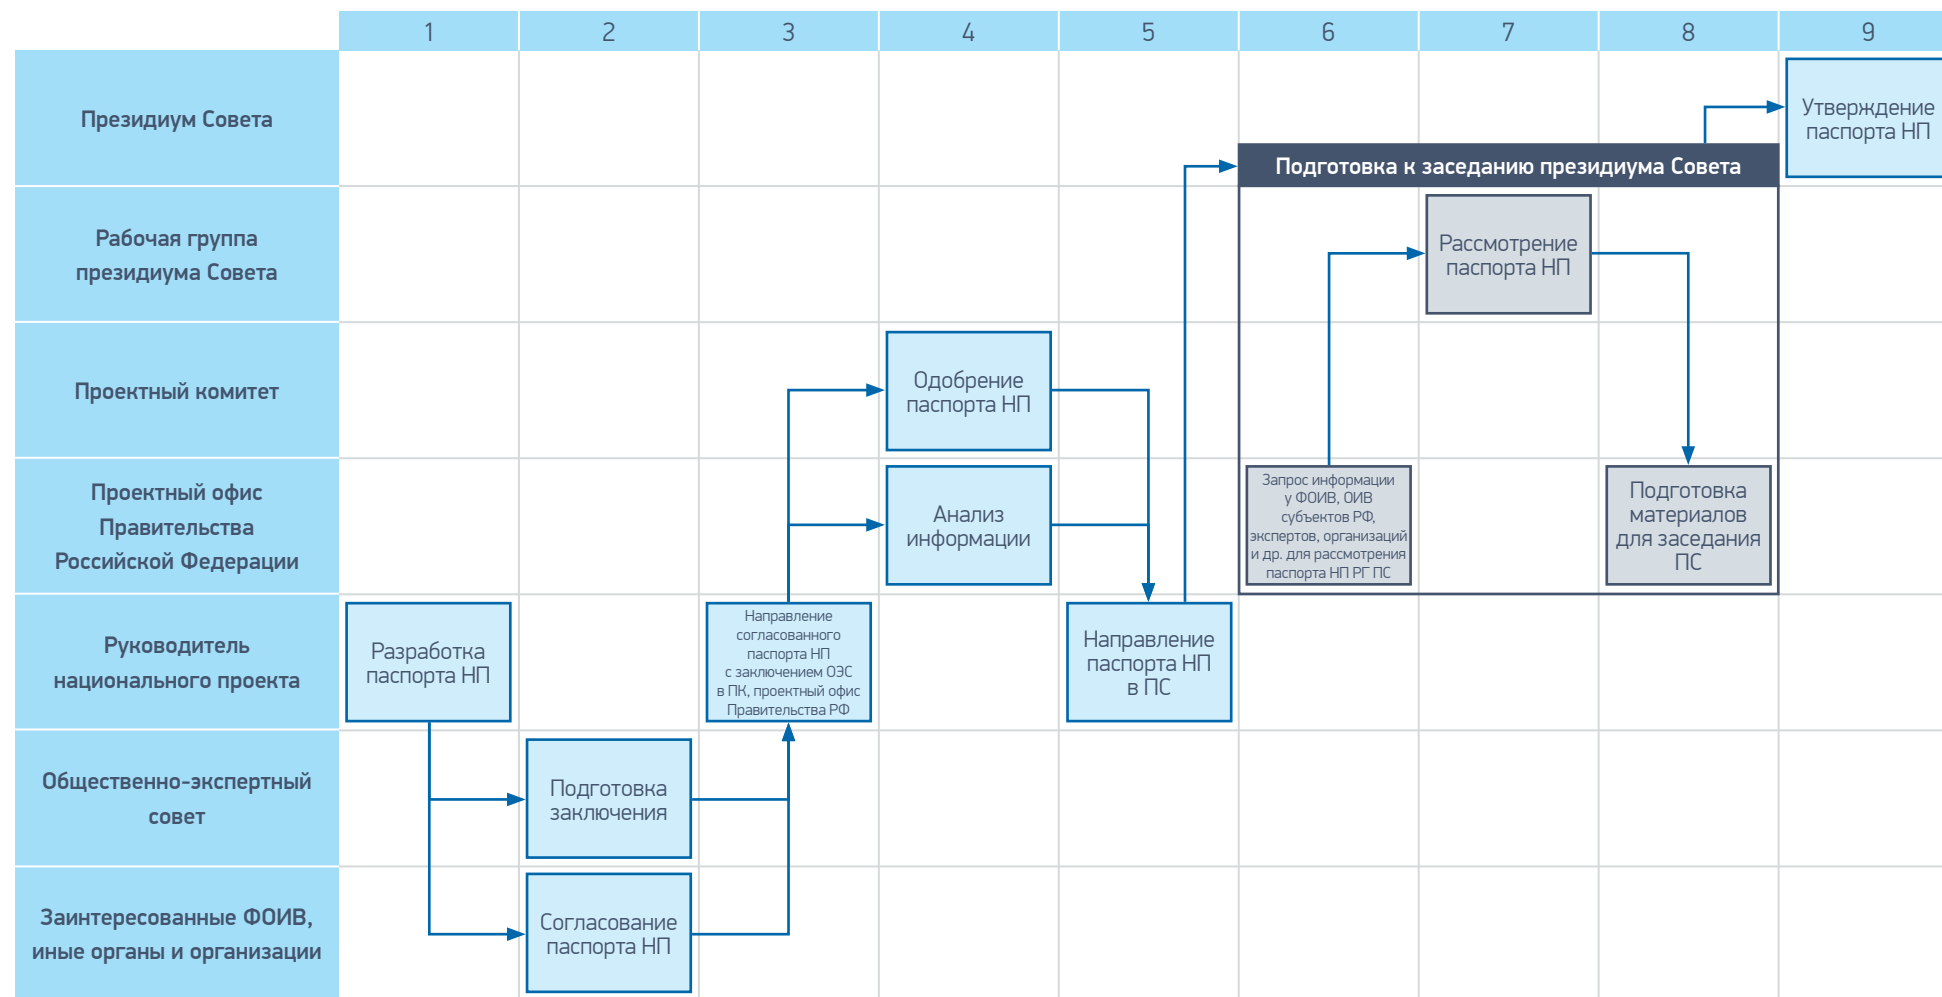 1 2 3 4 5 6 7 8 9
Президиум Совета
Утверждение
паспорта НП
Подготовка к заседанию президиума Совета
Рабочая группа
президиума Совета
Рассмотрение
паспорта НП
Проектный комитет
Одобрение
паспорта НП
Проектный офис
Правительства
Российской Федерации
Анализ
информации
Запрос информации
у ФОИВ, ОИВ
субъектов РФ,
экспертов, организаций
и др. для рассмотрения
паспорта НП РГ ПС
Подготовка
материалов
для заседания
ПС
Руководитель
национального проекта
Разработка
паспорта НП
Направление
согласованного
паспорта НП
с заключением ОЭС
в ПК, проектный офис
Правительства РФ
Направление
паспорта НП
в ПС
Общественно-экспертный
совет
Подготовка
заключения
Заинтересованные ФОИВ,
иные органы и организации
Согласование
паспорта НП